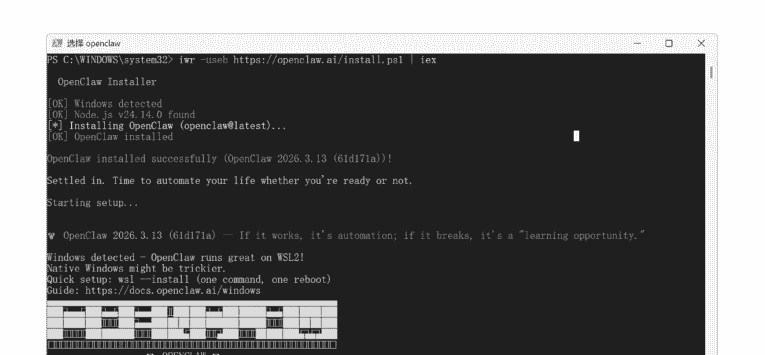 选择 openclaw
PS C:\WINDOWS\system32> iwr -useb https://openclaw.ai/install.ps1 | iex
OpenClaw Installer
[OK] Windows detected
[OK] Node.js v24.14.0 found
[*] Installing OpenClaw (openclaw@latest)...
[OK] OpenClaw installed
OpenClaw installed successfully (OpenClaw 2026.3.13 (61d171a))!
Settled in. Time to automate your life whether you're ready or not.
Starting setup...
OpenClaw 2026.3.13 (61d171a) — If it works, it's automation; if it breaks, it's a "learning opportunity."
Windows detected - OpenClaw runs great on WSL2!
Native Windows might be trickier.
Quick setup: wsl --install (one command, one reboot)
Guide: https://docs.openclaw.ai/windows
OPENCLAW